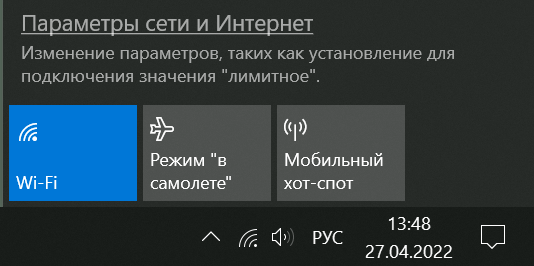 Параметры сети и Интернет
Изменение параметров, таких как установление для
подключения значения "лимитное".
Wi-Fi
Режим "в
самолете"
Мобильный
хот-спот
РУС
13:48
27.04.2022